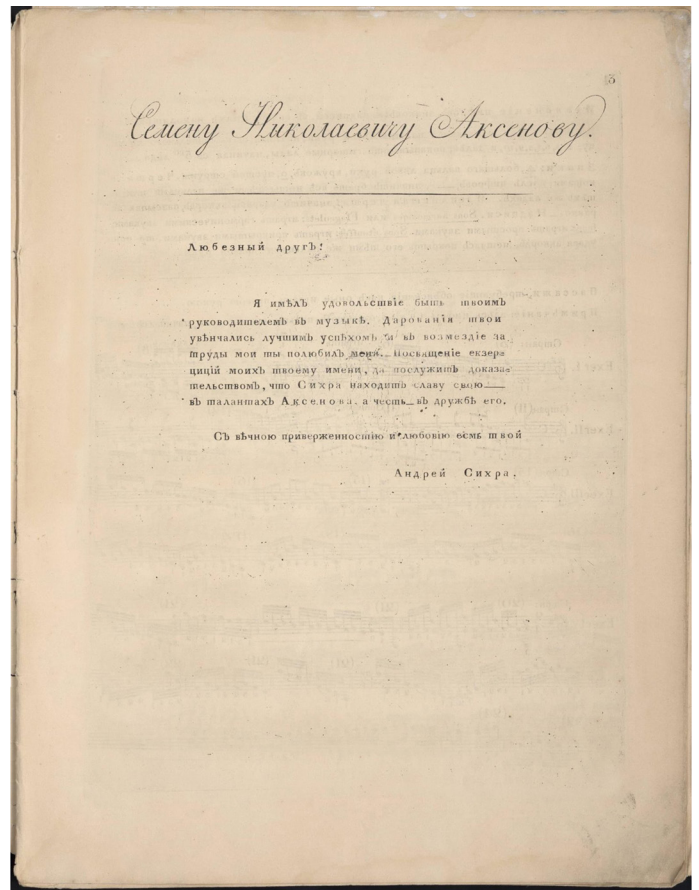 3
Семену Николаевичу Аксенову.
Любезный другъ!
Я имѣлъ удовольствіе быть твоимъ
руководителемъ въ музыкѣ. Дарованія твои
увѣнчались лучшимъ успѣхомъ и въ возмездіе за
труды мои ты полюбилъ меня. Посвященіе екзер=
цицій моихъ твоему имени, да послужитъ доказа=
тельствомъ, что Сихра находитъ славу свою—
въ талантахъ Аксенова, а честь—въ дружбѣ его.
Съ вѣчною приверженностію и любовію есмь твой
Андрей Сихра.